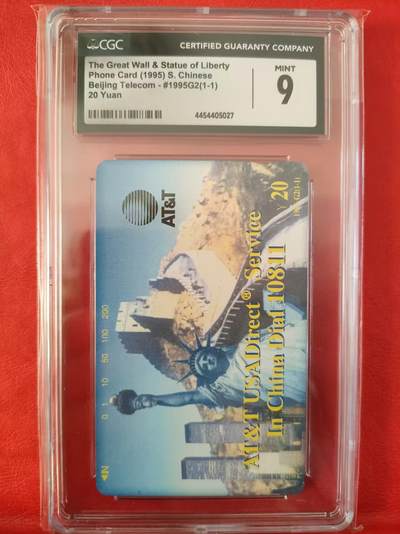 CGC
CERTIFIED GUARANTY COMPANY
The Great Wall & Statue of Liberty
Phone Card (1995) S. Chinese
Beijing Telecom - #1995G2(1-1)
20 Yuan
MINT
9
4454405027
AT&T
AT&T USADirect® Service
In China Dial 10811
20
0 1 10 50 100 200
◄IN